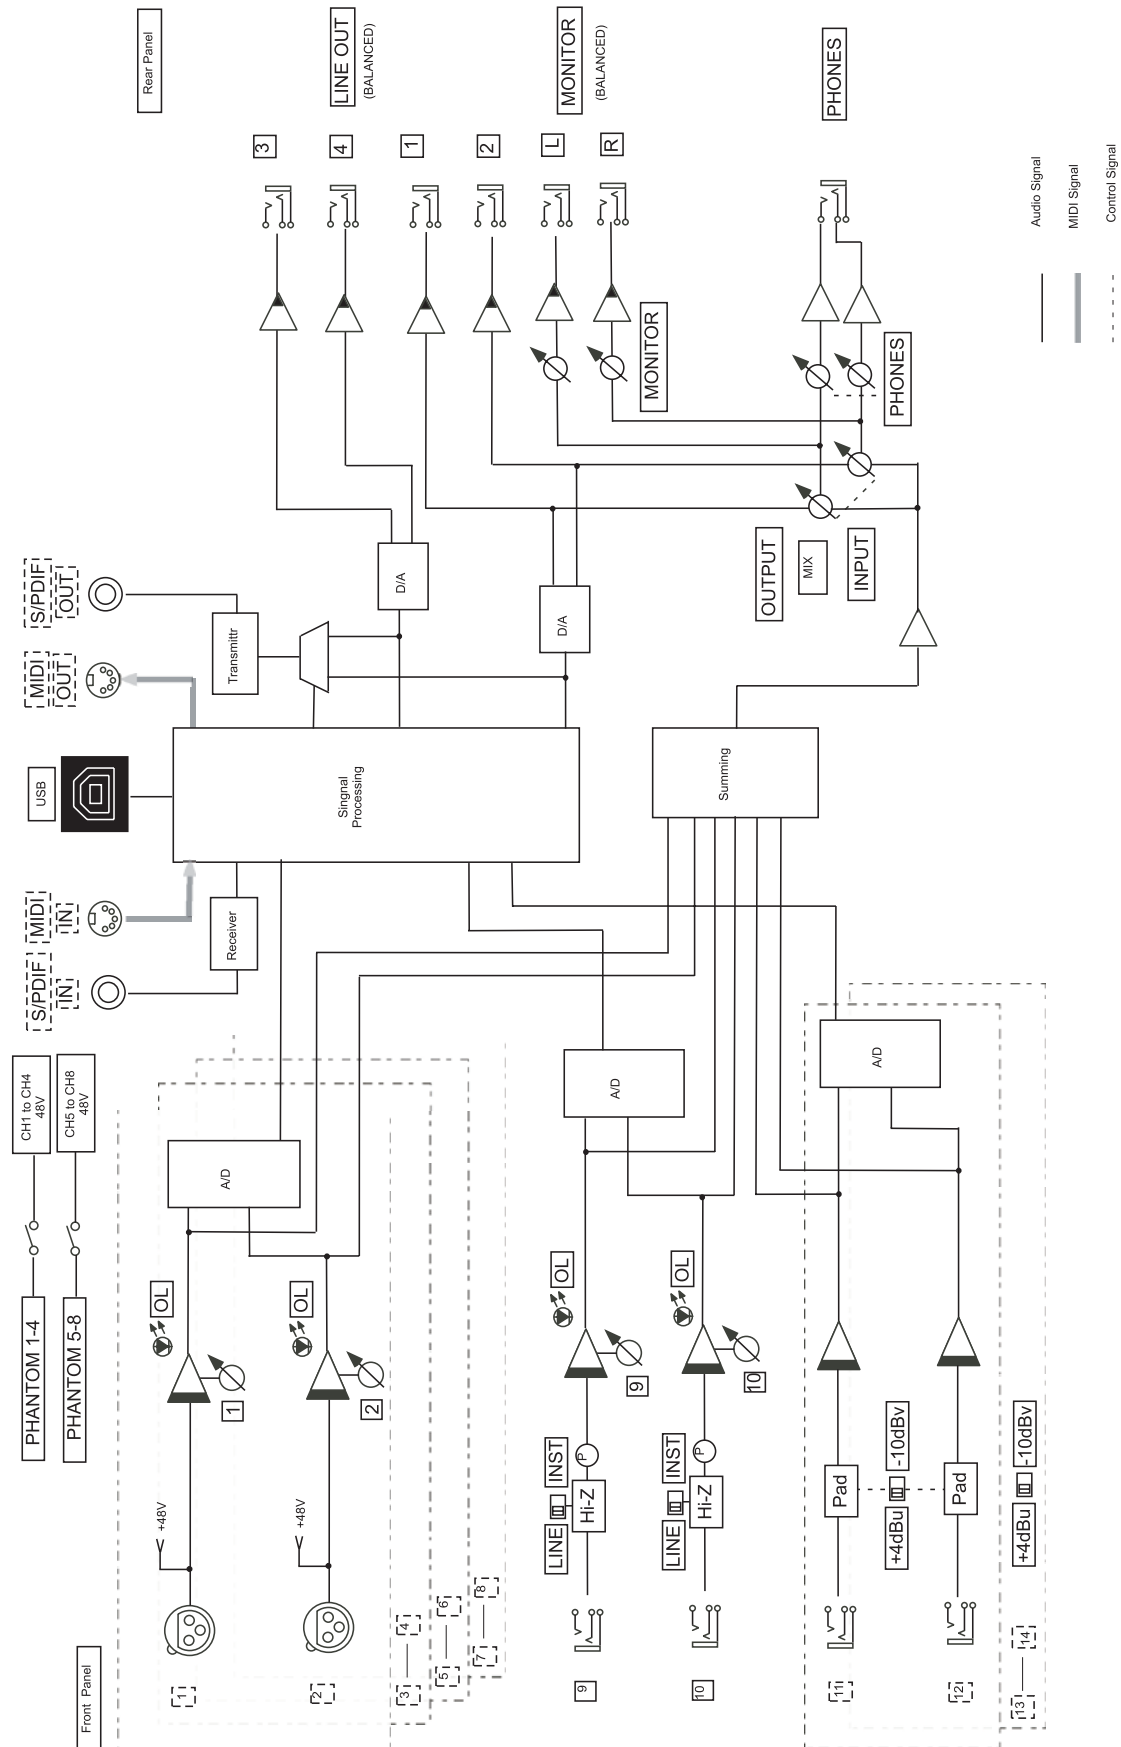 Rear Panel
LINE OUT
(BALANCED)
MONITOR
(BALANCED)
PHONES
3
4
1
2
L
R
Audio Signal
MIDI Signal
Control Signal
MONITOR
PHONES
S/PDIF
OUT
MIDI
OUT
USB
MIDI
IN
S/PDIF
IN
D/A
D/A
Transmittr
OUTPUT
MIX
INPUT
Singnal
Processing
Summing
Receiver
CH1 to CH4
48V
CH5 to CH8
48V
A/D
A/D
A/D
PHANTOM 1-4
PHANTOM 5-8
OL
OL
OL
OL
1
2
9
10
+48V
+48V
INST
LINE
Hi-Z
P
INST
LINE
Hi-Z
P
Pad
Pad
-10dBv
+4dBu
-10dBv
+4dBu
Front Panel
1
2
3
4
5
6
7
8
9
10
11
12
13
14